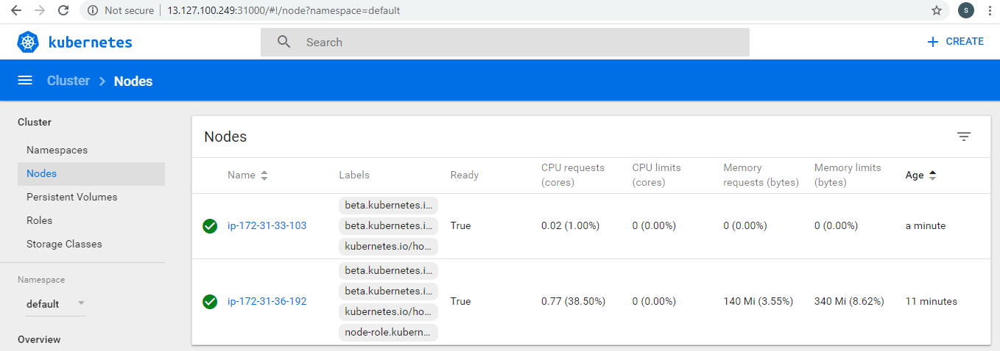 Not secure | 13.127.100.249:31000/#!/node?namespace=default S
kubernetes Search + CREATE
Cluster > Nodes
Cluster
Namespaces
Nodes
Persistent Volumes
Roles
Storage Classes
Namespace
default
Overview
Nodes
Name Labels Ready CPU requests (cores) CPU limits (cores) Memory requests (bytes) Memory limits (bytes) Age
beta.kubernetes.i...
ip-172-31-33-103 beta.kubernetes.i... True 0.02 (1.00%) 0 (0.00%) 0 (0.00%) 0 (0.00%) a minute
kubernetes.io/ho...
beta.kubernetes.i...
beta.kubernetes.i...
ip-172-31-36-192 True 0.77 (38.50%) 0 (0.00%) 140 Mi (3.55%) 340 Mi (8.62%) 11 minutes
kubernetes.io/ho...
node-role.kubern...